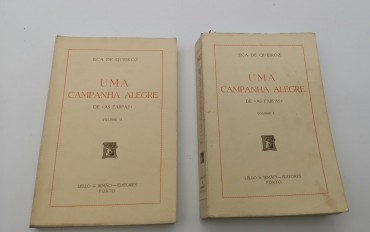 EÇA DE QUEIROZ
UMA
CAMPANHA ALEGRE
DE «AS FARPAS»
VOLUME II
LELLO & IRMÃO — EDITORES
PORTO
EÇA DE QUEIROZ
UMA
CAMPANHA ALEGRE
DE «AS FARPAS»
VOLUME I
LELLO & IRMÃO — EDITORES
PORTO